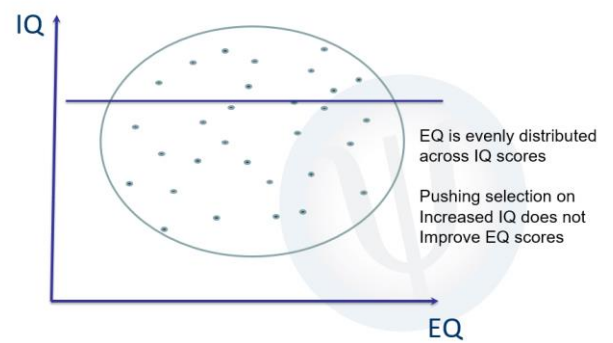 IQ
EQ is evenly distributed
across IQ scores
Pushing selection on
Increased IQ does not
Improve EQ scores
EQ